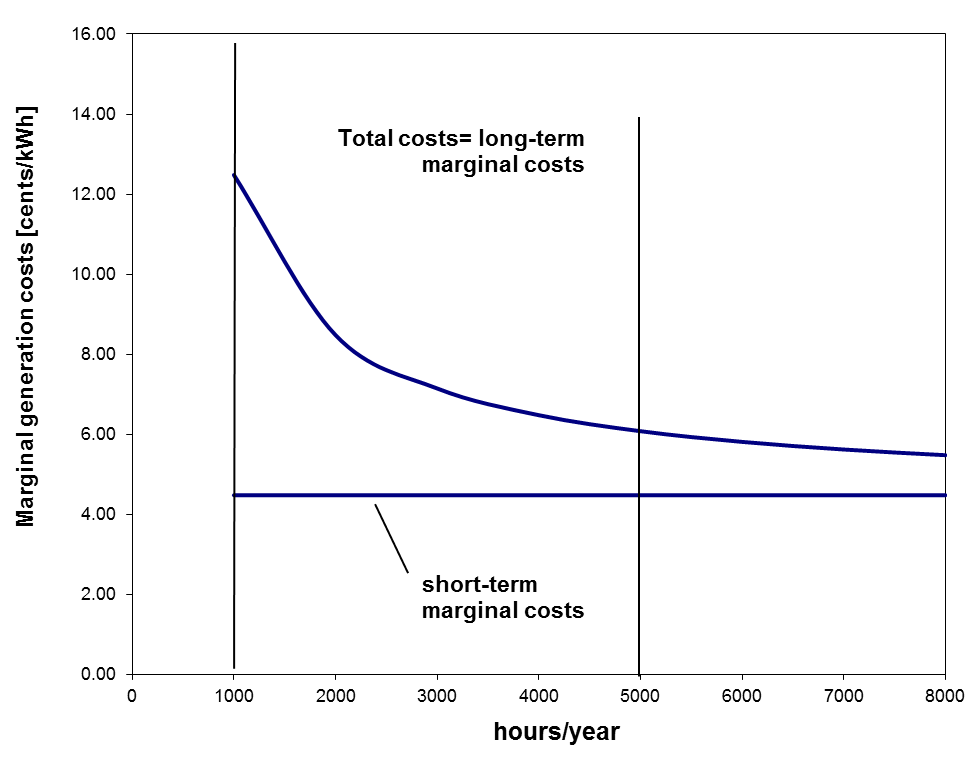 16.00
14.00
12.00
10.00
8.00
6.00
4.00
2.00
0.00
Marginal generation costs [cents/kWh]
Total costs= long-term
marginal costs
short-term
marginal costs
0 1000 2000 3000 4000 5000 6000 7000 8000
hours/year